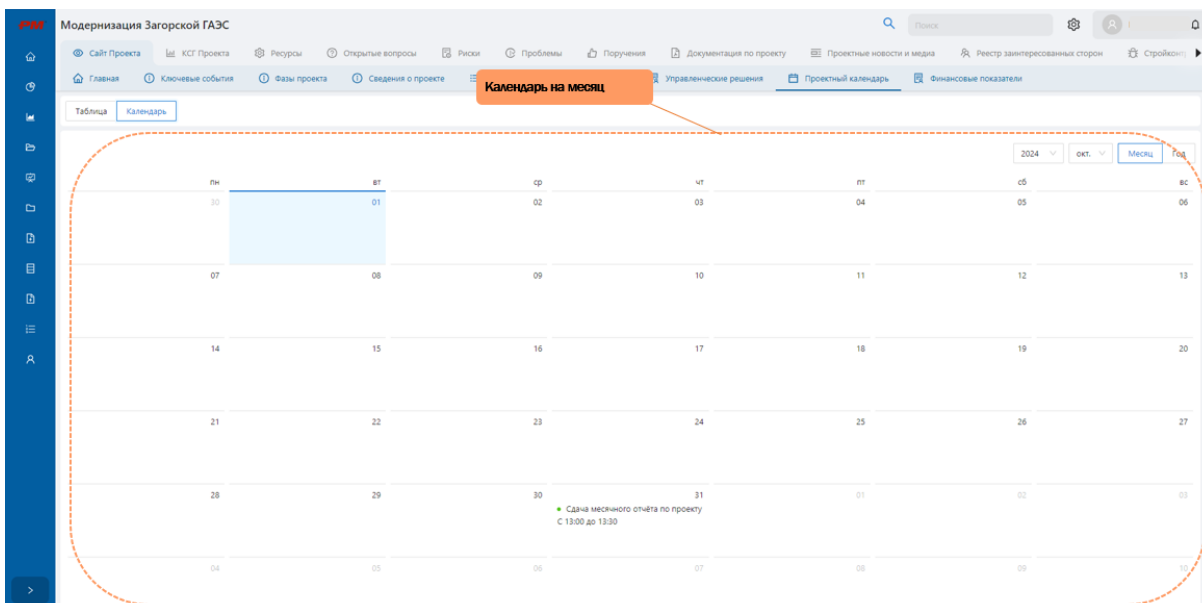 PM Модернизация Загорской ГАЭС Поиск
Сайт Проекта КСГ Проекта Ресурсы Открытые вопросы Риски Проблемы Поручения Документация по проекту Проектные новости и медиа Реестр заинтересованных сторон
Главная Ключевые события Фазы проекта Сведения о проекте Управленческие решения Проектный календарь Финансовые показатели
Календарь на месяц
Таблица Календарь
2024 окт. Месяц Год
пн вт ср чт пт сб вс
30 01 02 03 04 05 06
07 08 09 10 11 12 13
14 15 16 17 18 19 20
21 22 23 24 25 26 27
28 29 30 31 01 02 03
Сдача месячного отчёта по проекту
С 13:00 до 13:30
04 05 06 07 08 09 10